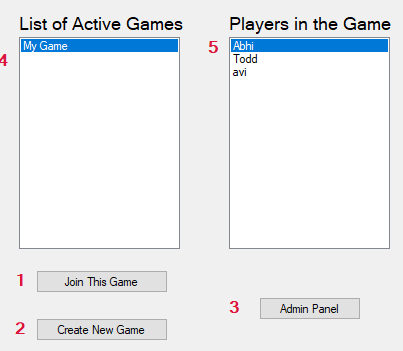 List of Active Games
Players in the Game
4
My Game
5
Abhi
Todd
avi
1
Join This Game
3
Admin Panel
2
Create New Game